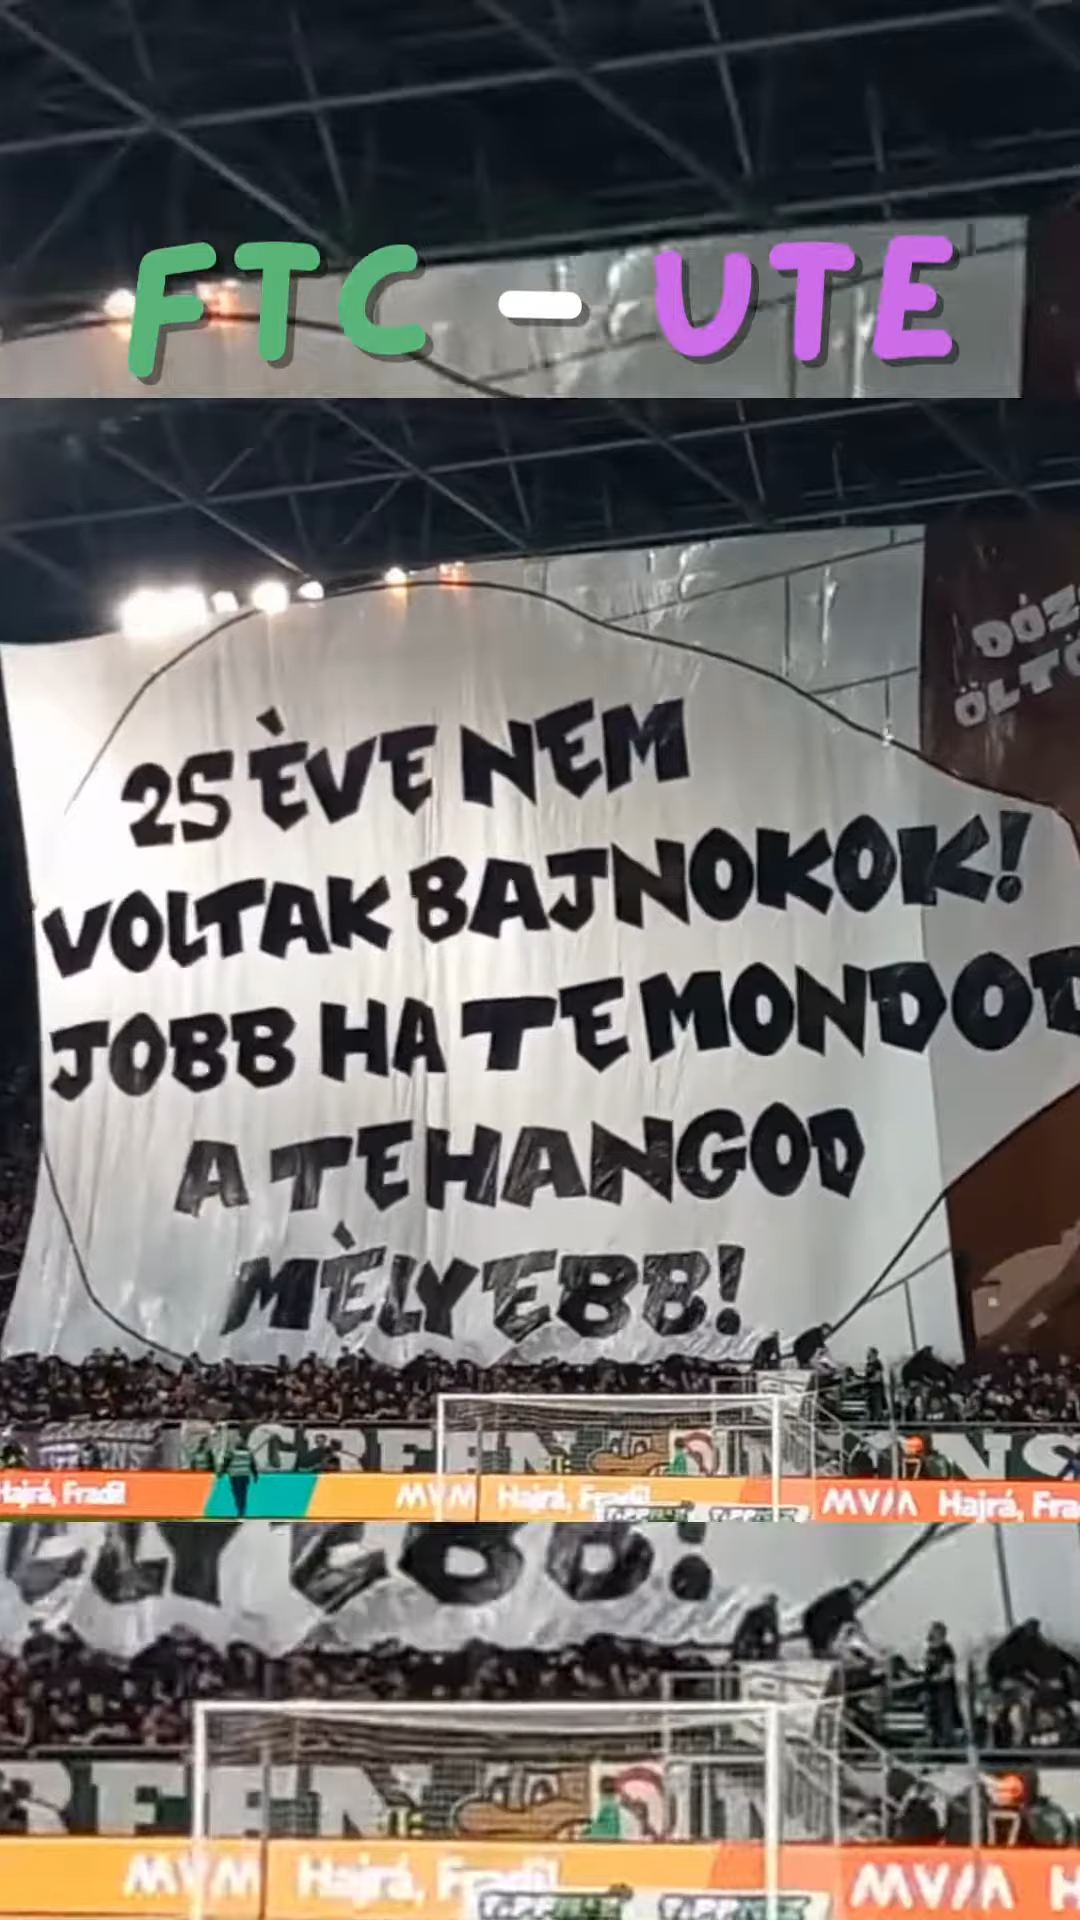 FTC - UTE
25 ÈVE NEM
VOLTAK BAJNOKOK!
JOBB HA TE MONDOD
A TE HANGOD
MÈLYEBB!
GREEN
Hajrá, Fradi!
MVM Hajrá, Fradi!
MVM Hajrá, Fra
MVM Hajrá, Fradi!
MVM H